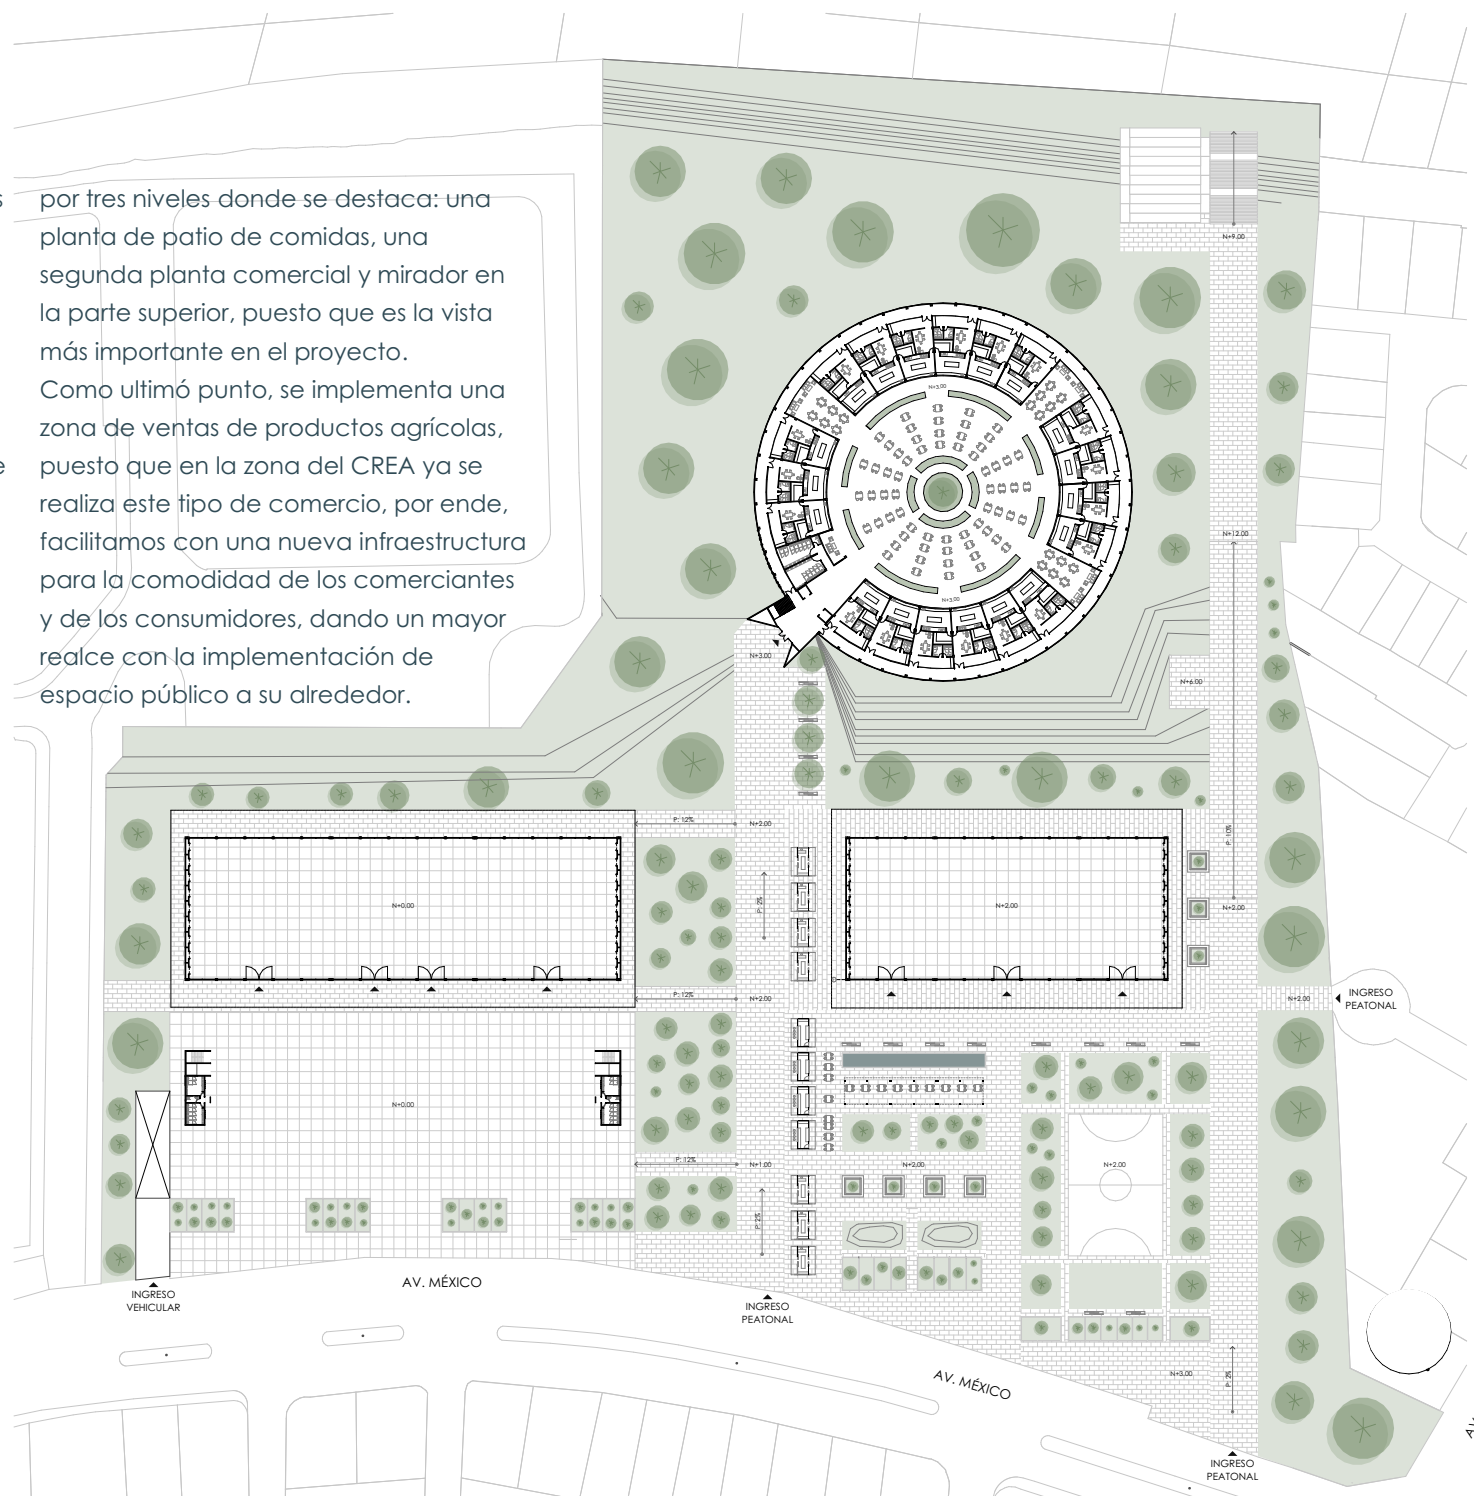 s
e
por tres niveles donde se destaca: una
planta de patio de comidas, una
segunda planta comercial y mirador en
la parte superior, puesto que es la vista
más importante en el proyecto.
Como ultimó punto, se implementa una
zona de ventas de productos agrícolas,
puesto que en la zona del CREA ya se
realiza este tipo de comercio, por ende,
facilitamos con una nueva infraestructura
para la comodidad de los comerciantes
y de los consumidores, dando un mayor
realce con la implementación de
espacio público a su alrededor.
N+9.00
N+3.00
N+12.00
N+3.00
N+3.00
N+6.00
P: 12%
N+2.00
P: 10%
N+0.00
P: 2%
N+2.00
N+2.00
P: 12%
N+2.00
N+2.00
INGRESO
PEATONAL
N+0.00
P: 12%
N+1.00
N+2.00
N+2.00
P: 2%
AV. MÉXICO
INGRESO
VEHICULAR
INGRESO
PEATONAL
AV. MÉXICO
N+3.00
P: 2%
INGRESO
PEATONAL